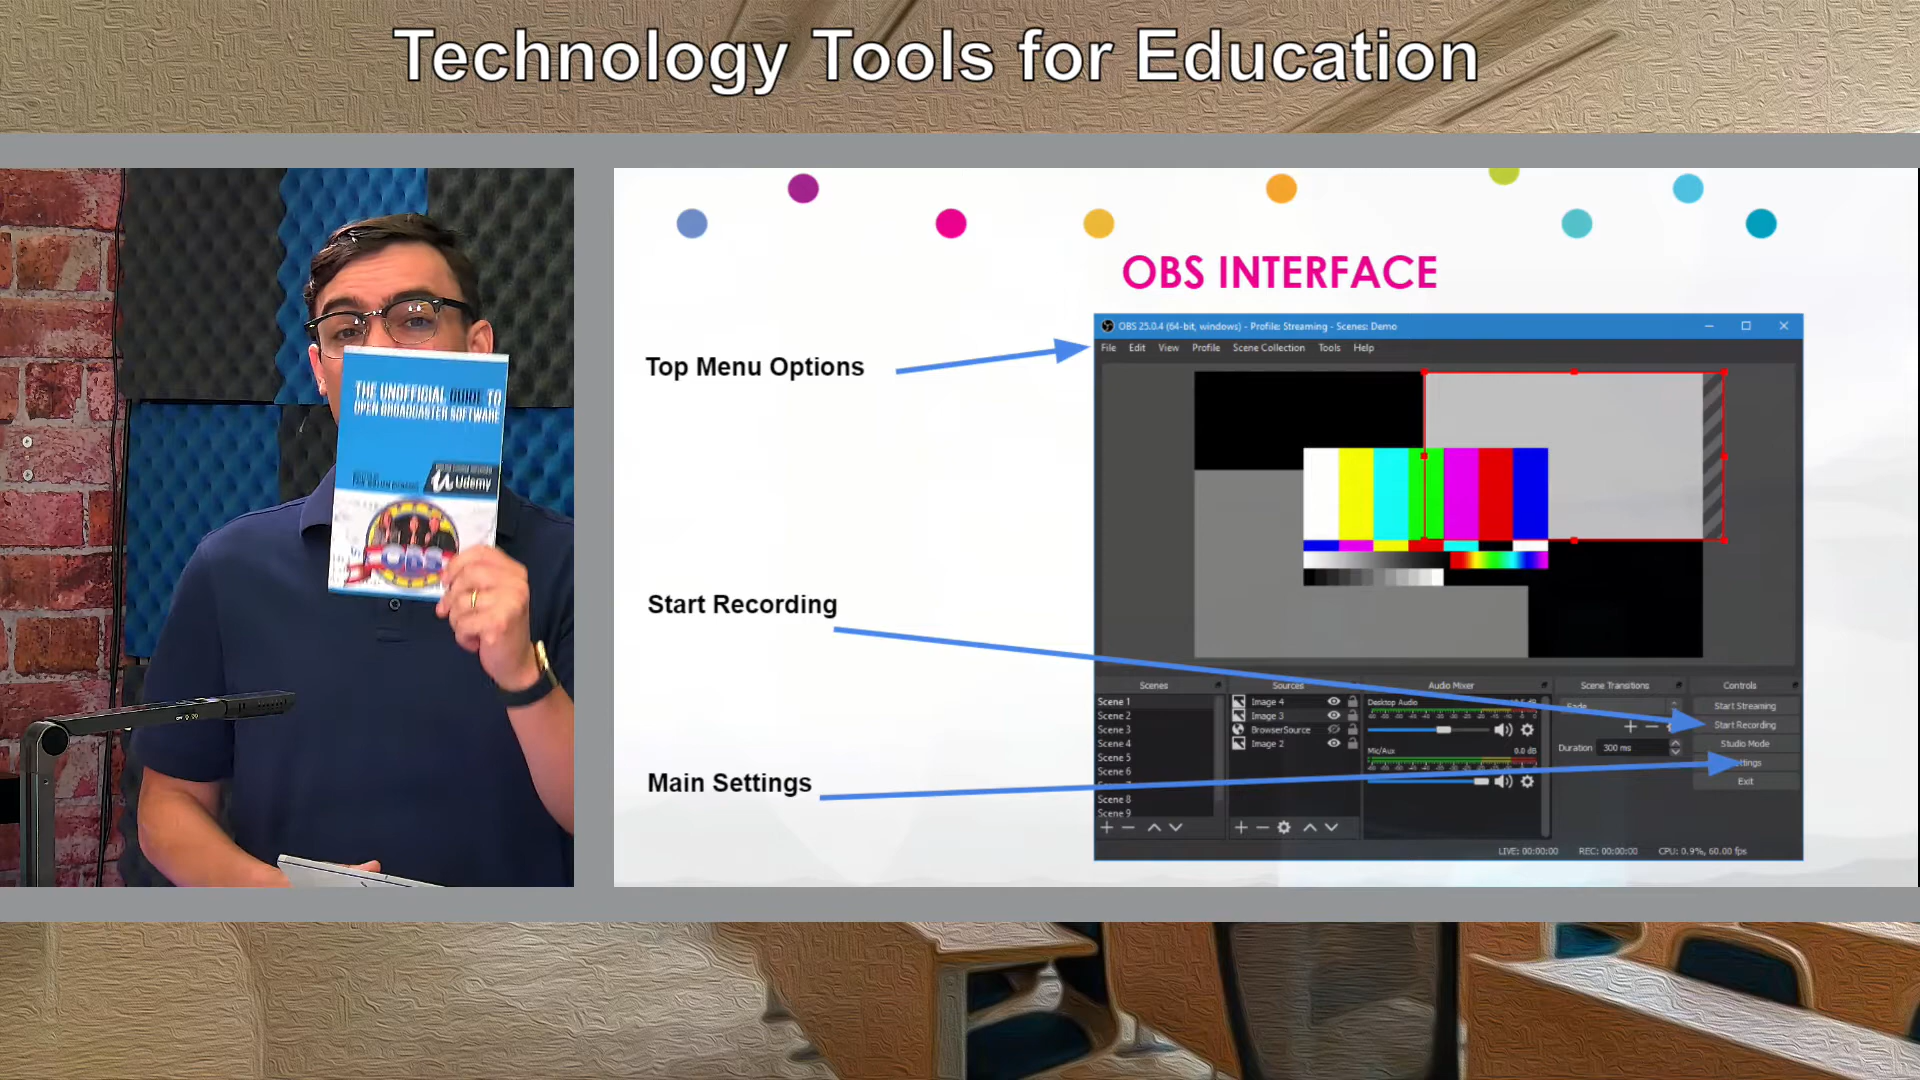 Technology Tools for Education
THE UNOFFICIAL GUIDE TO
OPEN BROADCASTER SOFTWARE
Udemy
OBS
OBS INTERFACE
Top Menu Options
Start Recording
Main Settings
OBS 25.0.4 (64-bit, windows) - Profile: Streaming - Scenes: Demo
File Edit View Profile Scene Collection Tools Help
Scenes
Scene 1
Scene 2
Scene 3
Scene 4
Scene 5
Scene 6
Scene 8
Scene 9
Sources
Image 4
Image 3
BrowserSource
Image 2
Audio Mixer
Desktop Audio
Mic/Aux 0.0 dB
Scene Transitions
Fade
Duration 300 ms
Controls
Start Streaming
Start Recording
Studio Mode
ttings
Exit
LIVE: 00:00:00 REC: 00:00:00 CPU: 0.9%, 60.00 fps